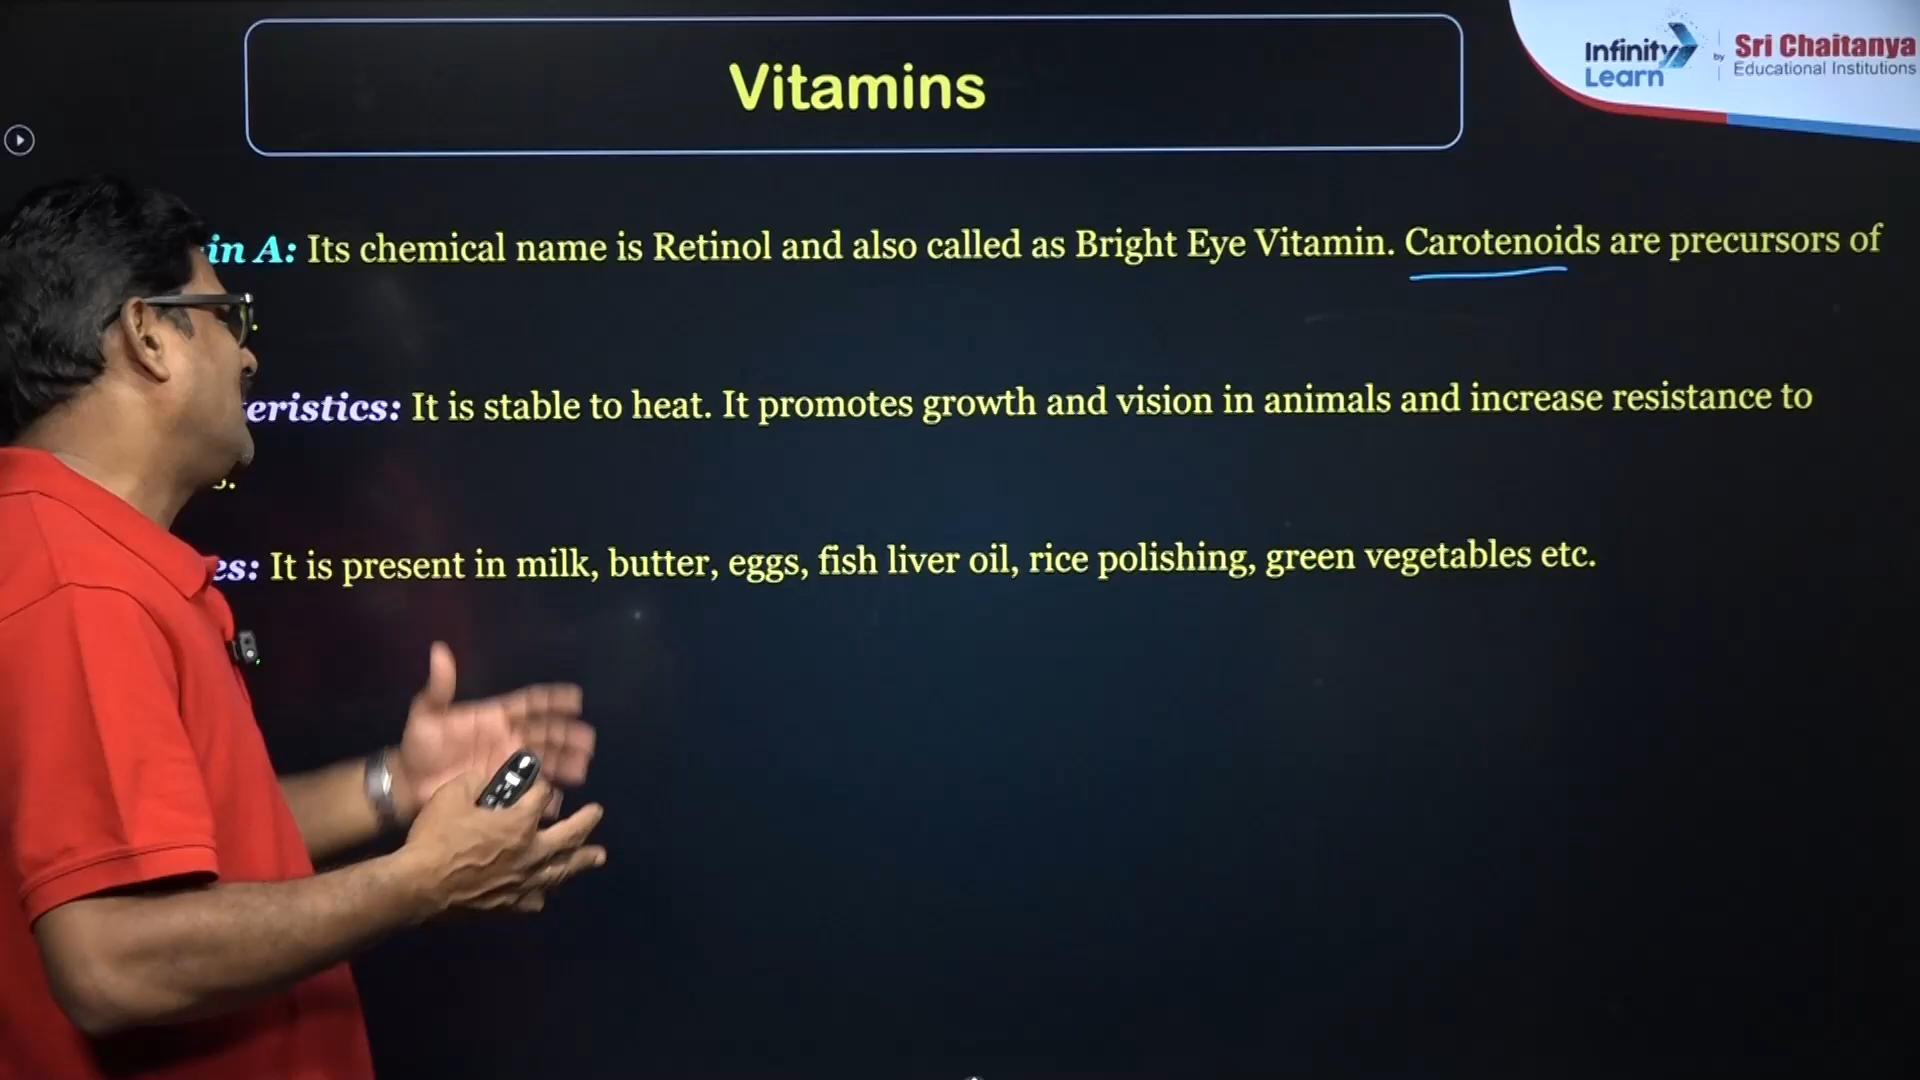 Vitamins
Infinity Learn
by
Sri Chaitanya
Educational Institutions
in A: Its chemical name is Retinol and also called as Bright Eye Vitamin. Carotenoids are precursors of
.
eristics: It is stable to heat. It promotes growth and vision in animals and increase resistance to
s.
es: It is present in milk, butter, eggs, fish liver oil, rice polishing, green vegetables etc.